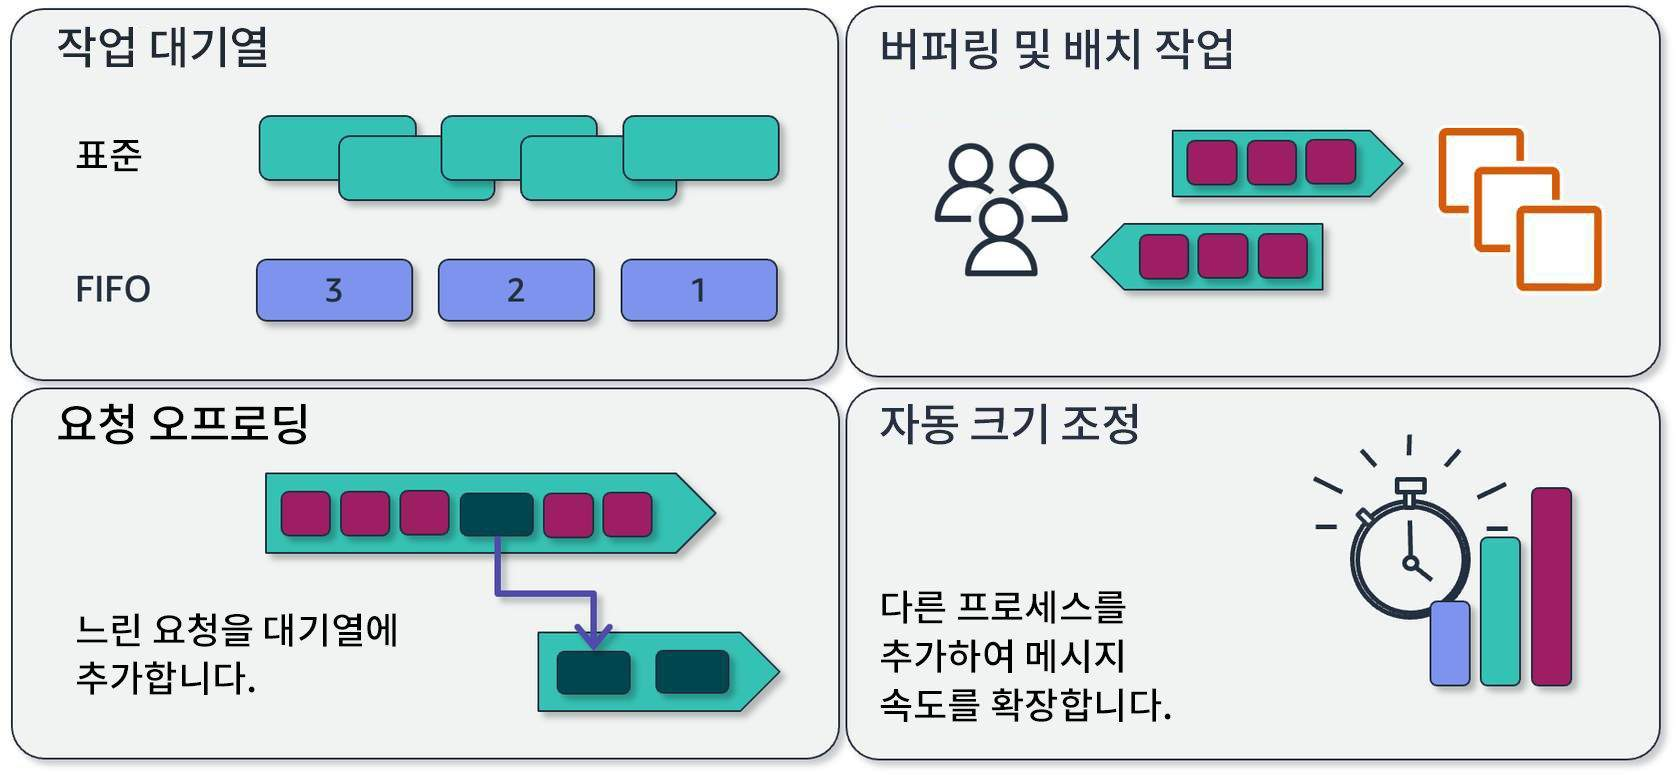 작업 대기열
표준
FIFO
3 2 1
버퍼링 및 배치 작업
요청 오프로딩
느린 요청을 대기열에
추가합니다.
자동 크기 조정
다른 프로세스를
추가하여 메시지
속도를 확장합니다.